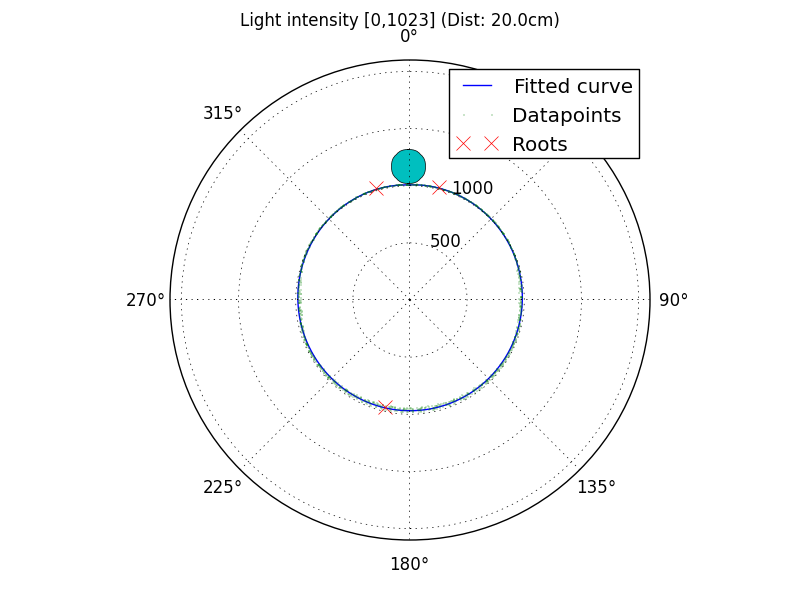 Light intensity [0,1023] (Dist: 20.0cm)
0°
Fitted curve
Datapoints
Roots
315°
1000
500
270°
90°
225°
135°
180°